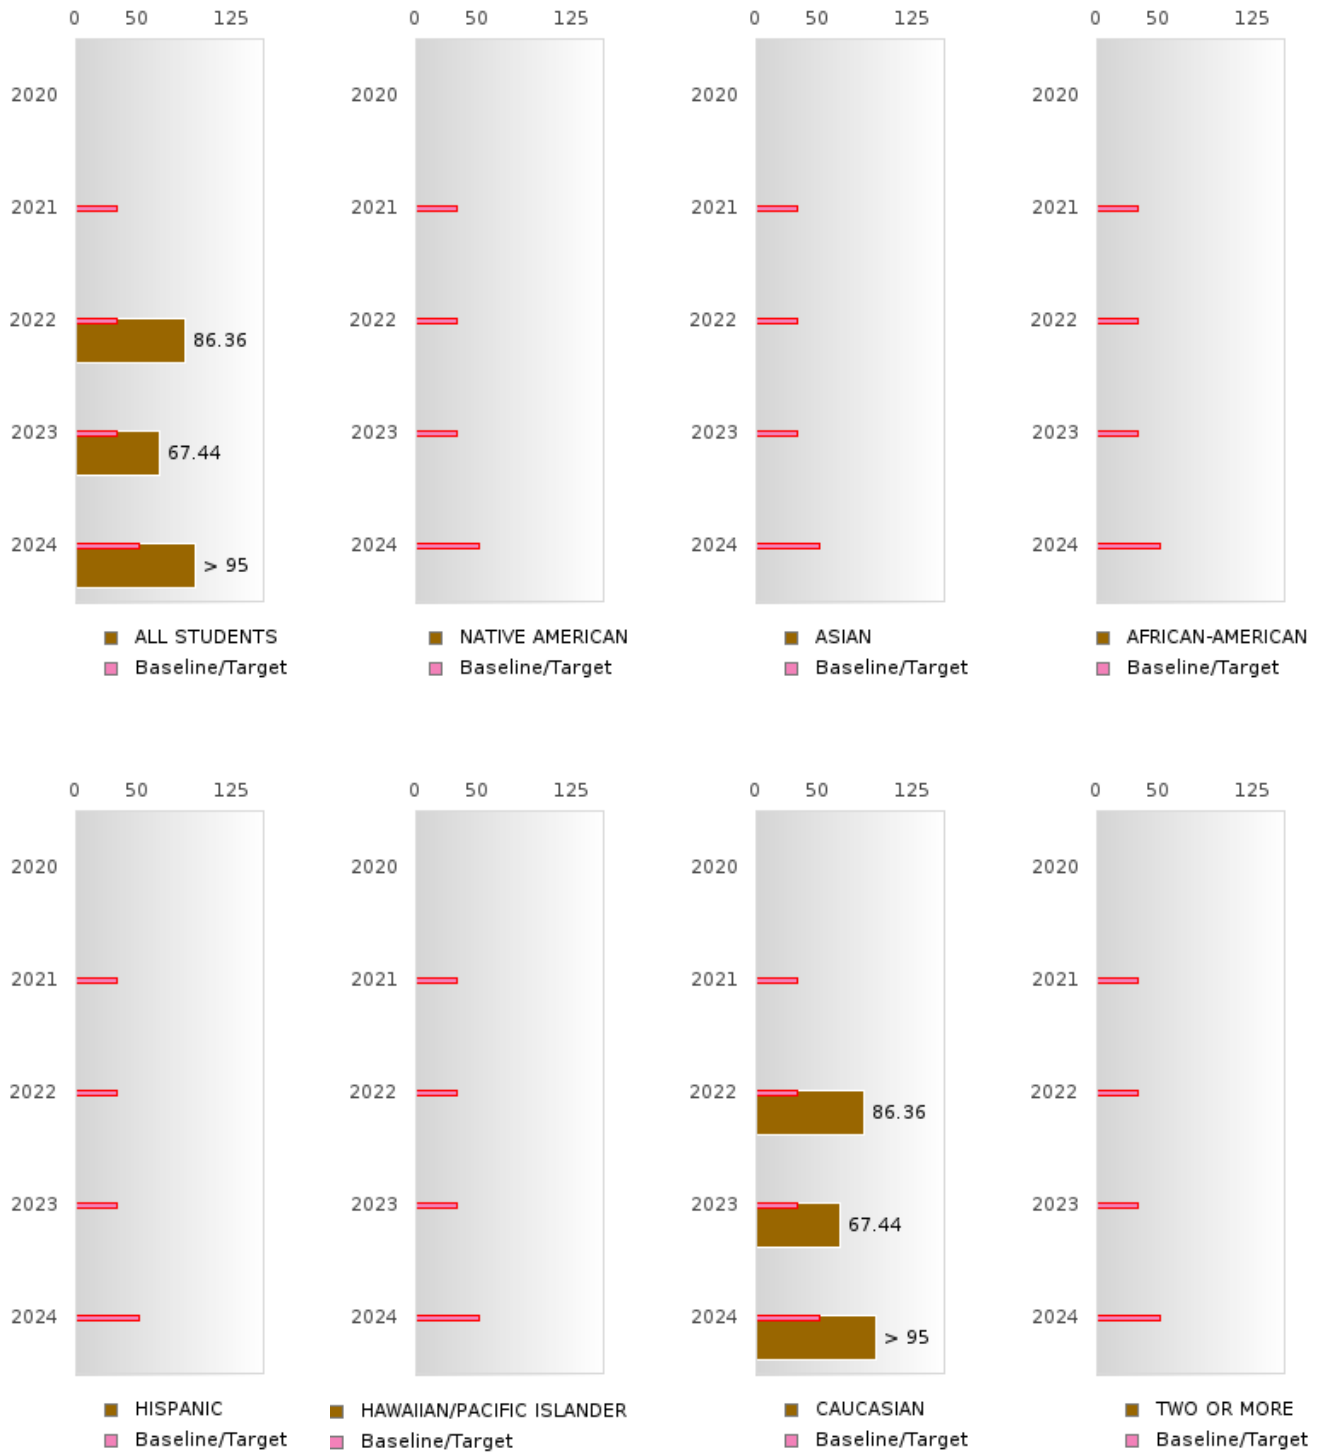 0 50 125 0 50 125 0 50 125 0 50 125
2020 2020 2020 2020
2021 2021 2021 2021
2022 2022 2022 2022
86.36
2023 2023 2023 2023
67.44
2024 2024 2024 2024
> 95
ALL STUDENTS NATIVE AMERICAN ASIAN AFRICAN-AMERICAN
Baseline/Target Baseline/Target Baseline/Target Baseline/Target
0 50 125 0 50 125 0 50 125 0 50 125
2020 2020 2020 2020
2021 2021 2021 2021
2022 2022 2022 2022
86.36
2023 2023 2023 2023
67.44
2024 2024 2024 2024
> 95
HISPANIC HAWAIIAN/PACIFIC ISLANDER CAUCASIAN TWO OR MORE
Baseline/Target Baseline/Target Baseline/Target Baseline/Target